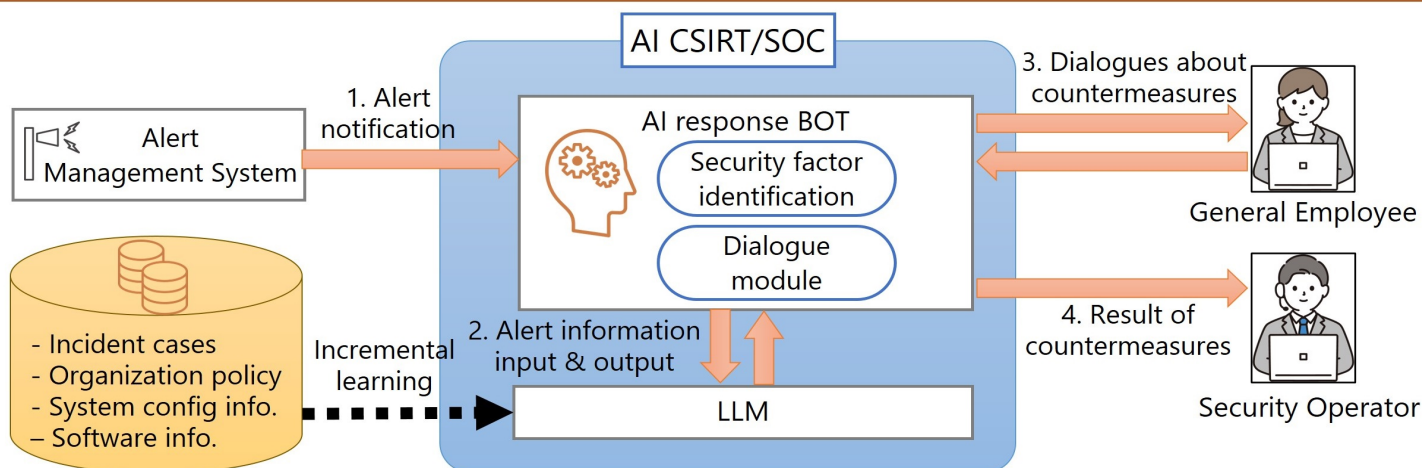 AI CSIRT/SOC
Alert
Management System
1. Alert
notification
AI response BOT
Security factor
identification
Dialogue
module
3. Dialogues about
countermeasures
General Employee
- Incident cases
- Organization policy
- System config info.
– Software info.
Incremental
learning
2. Alert information
input & output
LLM
4. Result of
countermeasures
Security Operator